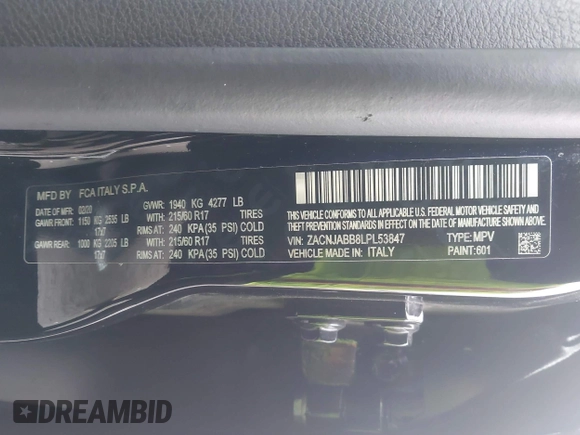 MFD BY FCA ITALY S.P.A.
DATE OF MFR: 02/20 GVWR: 1940 KG 4277 LB
GAWR FRONT: 1150 KG 2535 LB WITH: 215/60 R17 TIRES
17x7 RIMS AT: 240 KPA(35 PSI) COLD
GAWR REAR: 1000 KG 2205 LB WITH: 215/60 R17 TIRES
17x7 RIMS AT: 240 KPA(35 PSI) COLD
THIS VEHICLE CONFORMS TO ALL APPLICABLE U.S. FEDERAL MOTOR VEHICLE SAFETY, BUMPER, AND
THEFT PREVENTION STANDARDS IN EFFECT ON THE DATE OF MANUFACTURE SHOWN ABOVE.
VIN: ZACNJABB8LPL53847 TYPE: MPV
VEHICLE MADE IN: ITALY PAINT:601
DREAMBID